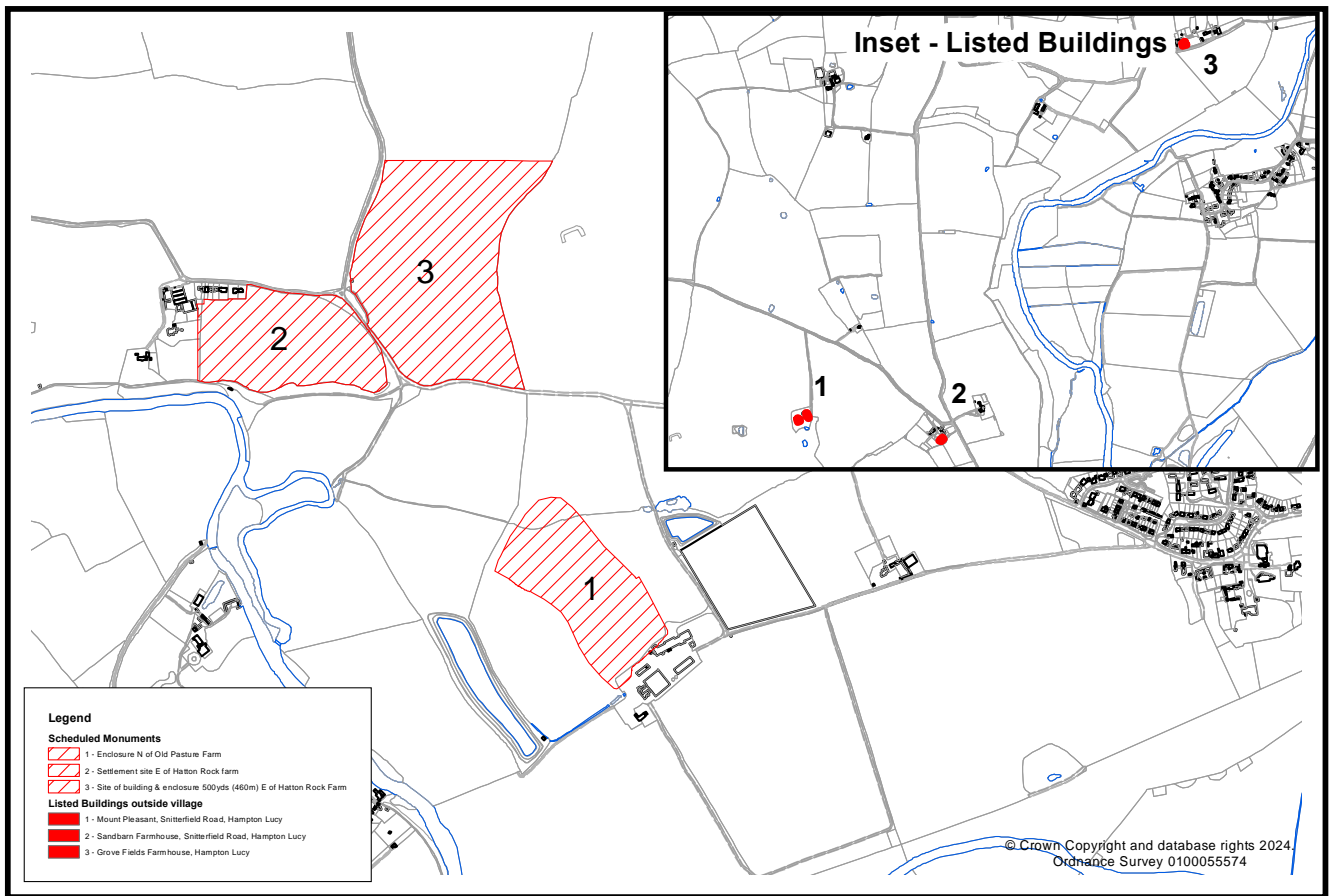 Inset - Listed Buildings
3
1
2
3
2
1
Legend
Scheduled Monuments
1 - Enclosure N of Old Pasture Farm
2 - Settlement site E of Hatton Rock farm
3 - Site of building & enclosure 500yds (460m) E of Hatton Rock Farm
Listed Buildings outside village
1 - Mount Pleasant, Snitterfield Road, Hampton Lucy
2 - Sandbarn Farmhouse, Snitterfield Road, Hampton Lucy
3 - Grove Fields Farmhouse, Hampton Lucy
© Crown Copyright and database rights 2024.
Ordnance Survey 0100055574